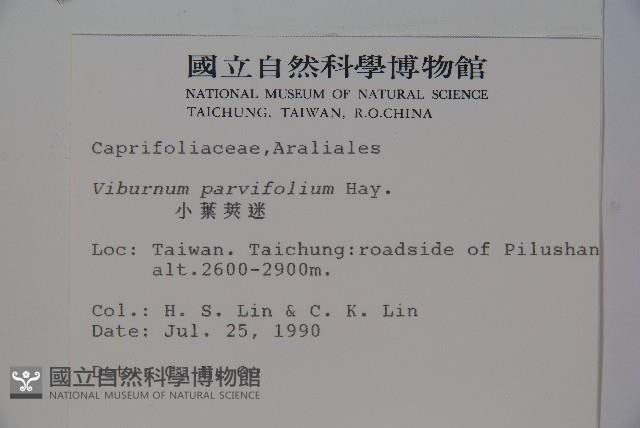 國立自然科學博物館
NATIONAL MUSEUM OF NATURAL SCIENCE
TAICHUNG, TAIWAN, R.O.CHINA
Caprifoliaceae,Araliales
Viburnum parvifolium Hay.
小葉莢迷
Loc: Taiwan. Taichung:roadside of Pilushan
alt.2600-2900m.
Col.: H. S. Lin & C. K. Lin
Date: Jul. 25, 1990
國立自然科學博物館
NATIONAL MUSEUM OF NATURAL SCIENCE